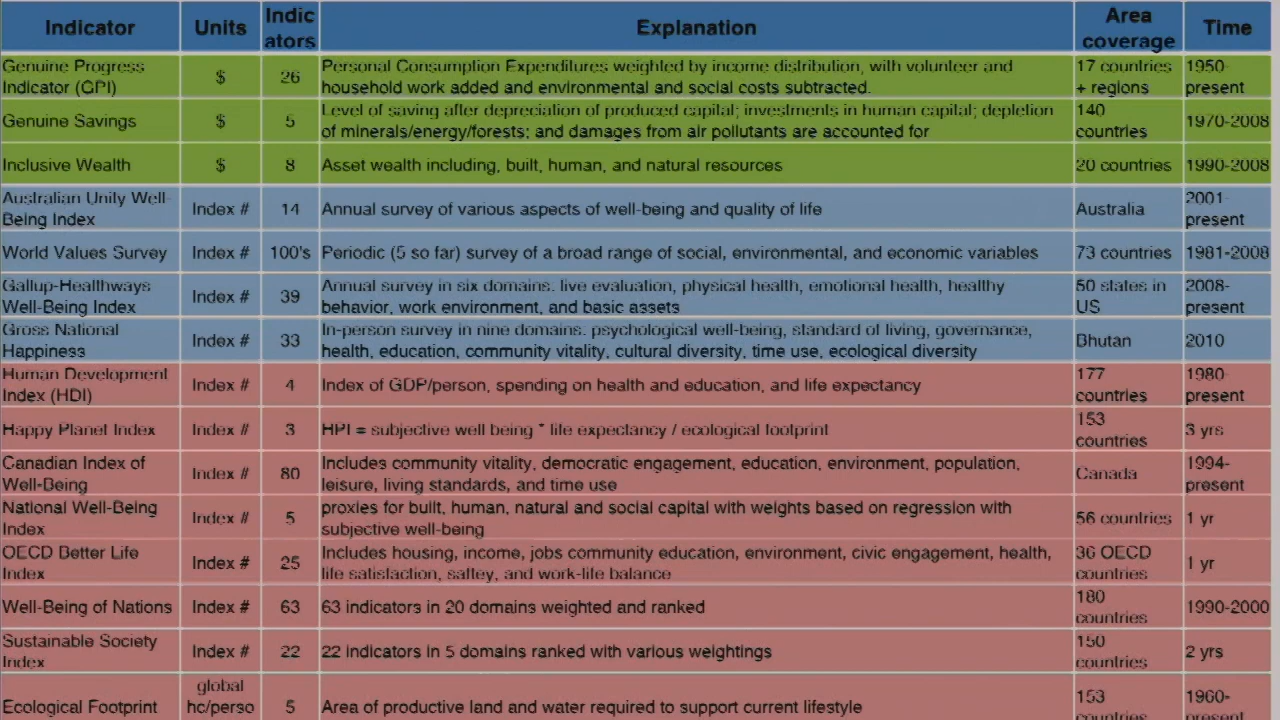 Indicator Units Indic ators Explanation Area coverage Time
Genuine Progress Indicator (GPI) $ 26 Personal Consumption Expenditures weighted by income distribution, with volunteer and household work added and environmental and social costs subtracted. 17 countries + regions 1950-present
Genuine Savings $ 5 Level of saving after depreciation of produced capital; investments in human capital; depletion of minerals/energy/forests; and damages from air pollutants are accounted for 140 countries 1970-2008
Inclusive Wealth $ 8 Asset wealth including, built, human, and natural resources 20 countries 1990-2008
Australian Unity Well-Being Index Index # 14 Annual survey of various aspects of well-being and quality of life Australia 2001-present
World Values Survey Index # 100's Periodic (5 so far) survey of a broad range of social, environmental, and economic variables 73 countries 1981-2008
Gallup-Healthways Well-Being Index Index # 39 Annual survey in six domains: live evaluation, physical health, emotional health, healthy behavior, work environment, and basic assets 50 states in US 2008-present
Gross National Happiness Index # 33 In-person survey in nine domains: psychological well-being, standard of living, governance, health, education, community vitality, cultural diversity, time use, ecological diversity Bhutan 2010
Human Development Index (HDI) Index # 4 Index of GDP/person, spending on health and education, and life expectancy 177 countries 1980-present
Happy Planet Index Index # 3 HPI = subjective well being * life expectancy / ecological footprint 153 countries 3 yrs
Canadian Index of Well-Being Index # 80 Includes community vitality, democratic engagement, education, environment, population, leisure, living standards, and time use Canada 1994-present
National Well-Being Index Index # 5 proxies for built, human, natural and social capital with weights based on regression with subjective well-being 56 countries 1 yr
OECD Better Life Index Index # 25 Includes housing, income, jobs community education, environment, civic engagement, health, life satisfaction, saftey, and work-life balance 36 OECD countries 1 yr
Well-Being of Nations Index # 63 63 indicators in 20 domains weighted and ranked 180 countries 1990-2000
Sustainable Society Index Index # 22 22 indicators in 5 domains ranked with various weightings 150 countries 2 yrs
Ecological Footprint global hc/perso 5 Area of productive land and water required to support current lifestyle 153 countries 1960-present